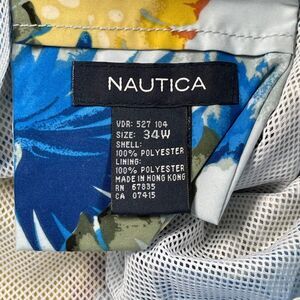 NAUTICA
VDR: 527 104
SIZE: 34W
SHELL:
100% POLYESTER
LINING:
100% POLYESTER
MADE IN HONG KONG
RN 67835
CA 07415